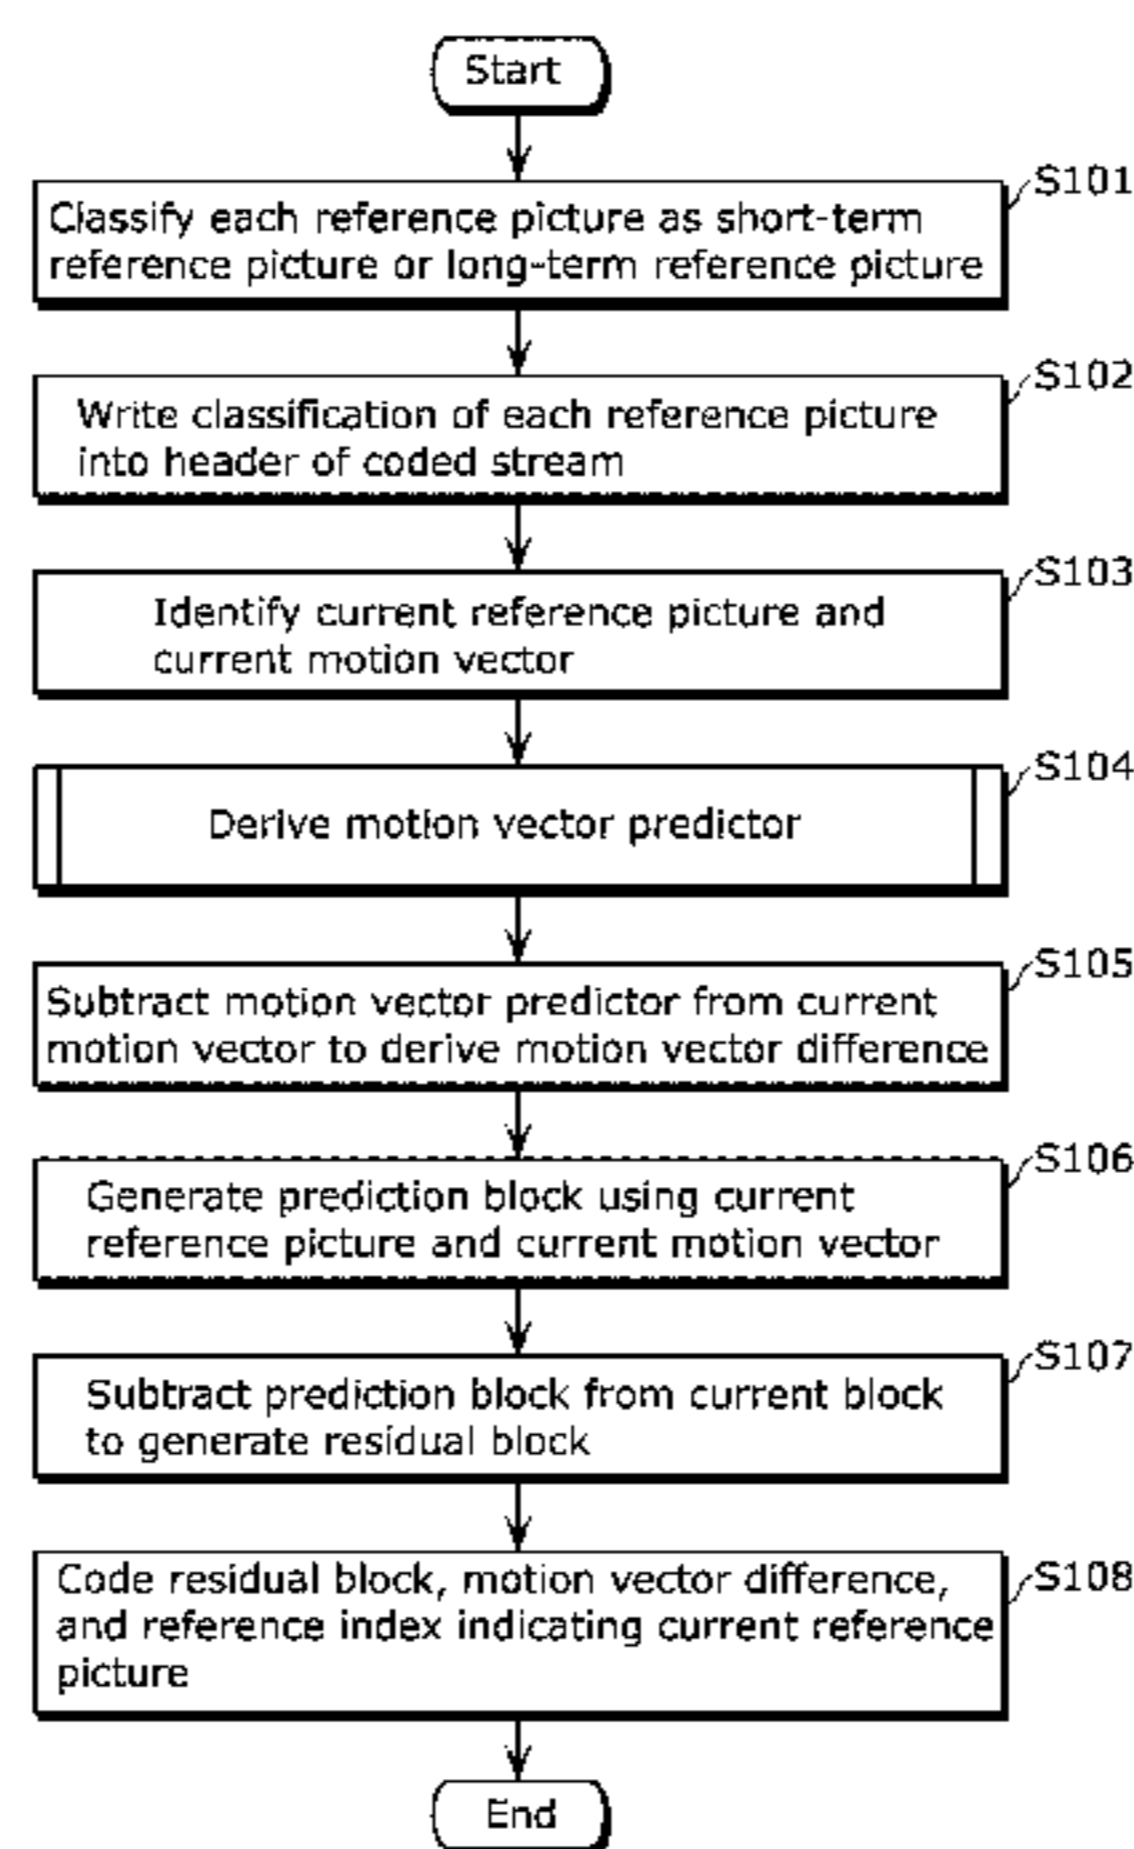 Start
S101
Classify each reference picture as short-term
reference picture or long-term reference picture
S102
Write classification of each reference picture
into header of coded stream
S103
Identify current reference picture and
current motion vector
S104
Derive motion vector predictor
S105
Subtract motion vector predictor from current
motion vector to derive motion vector difference
S106
Generate prediction block using current
reference picture and current motion vector
S107
Subtract prediction block from current block
to generate residual block
S108
Code residual block, motion vector difference,
and reference index indicating current reference
picture
End